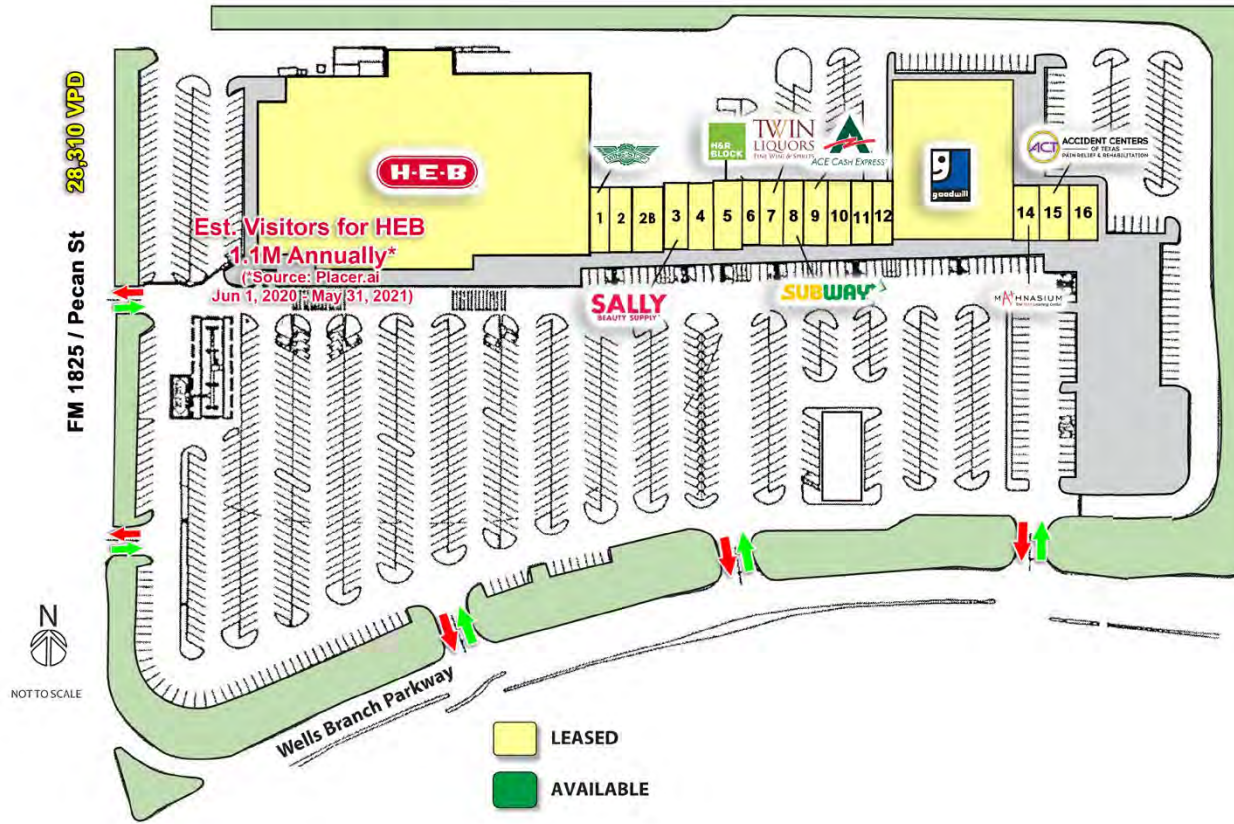 28,310 VPD
FM 1825 / Pecan St
H-E-B
Est. Visitors for HEB
1.1M Annually*
(*Source: Placer.ai
Jun 1, 2020 - May 31, 2021)
H&R
BLOCK
TWIN
LIQUORS
FINE WINE & SPIRITS
ACE CASH EXPRESS
goodwill
ACT
ACCIDENT CENTERS
OF TEXAS
PAIN RELIEF & REHABILITATION
1
2
2B
3
4
5
6
7
8
9
10
11
12
14
15
16
SALLY
BEAUTY SUPPLY
SUBWAY
MATHNASIUM
N
NOT TO SCALE
Wells Branch Parkway
LEASED
AVAILABLE